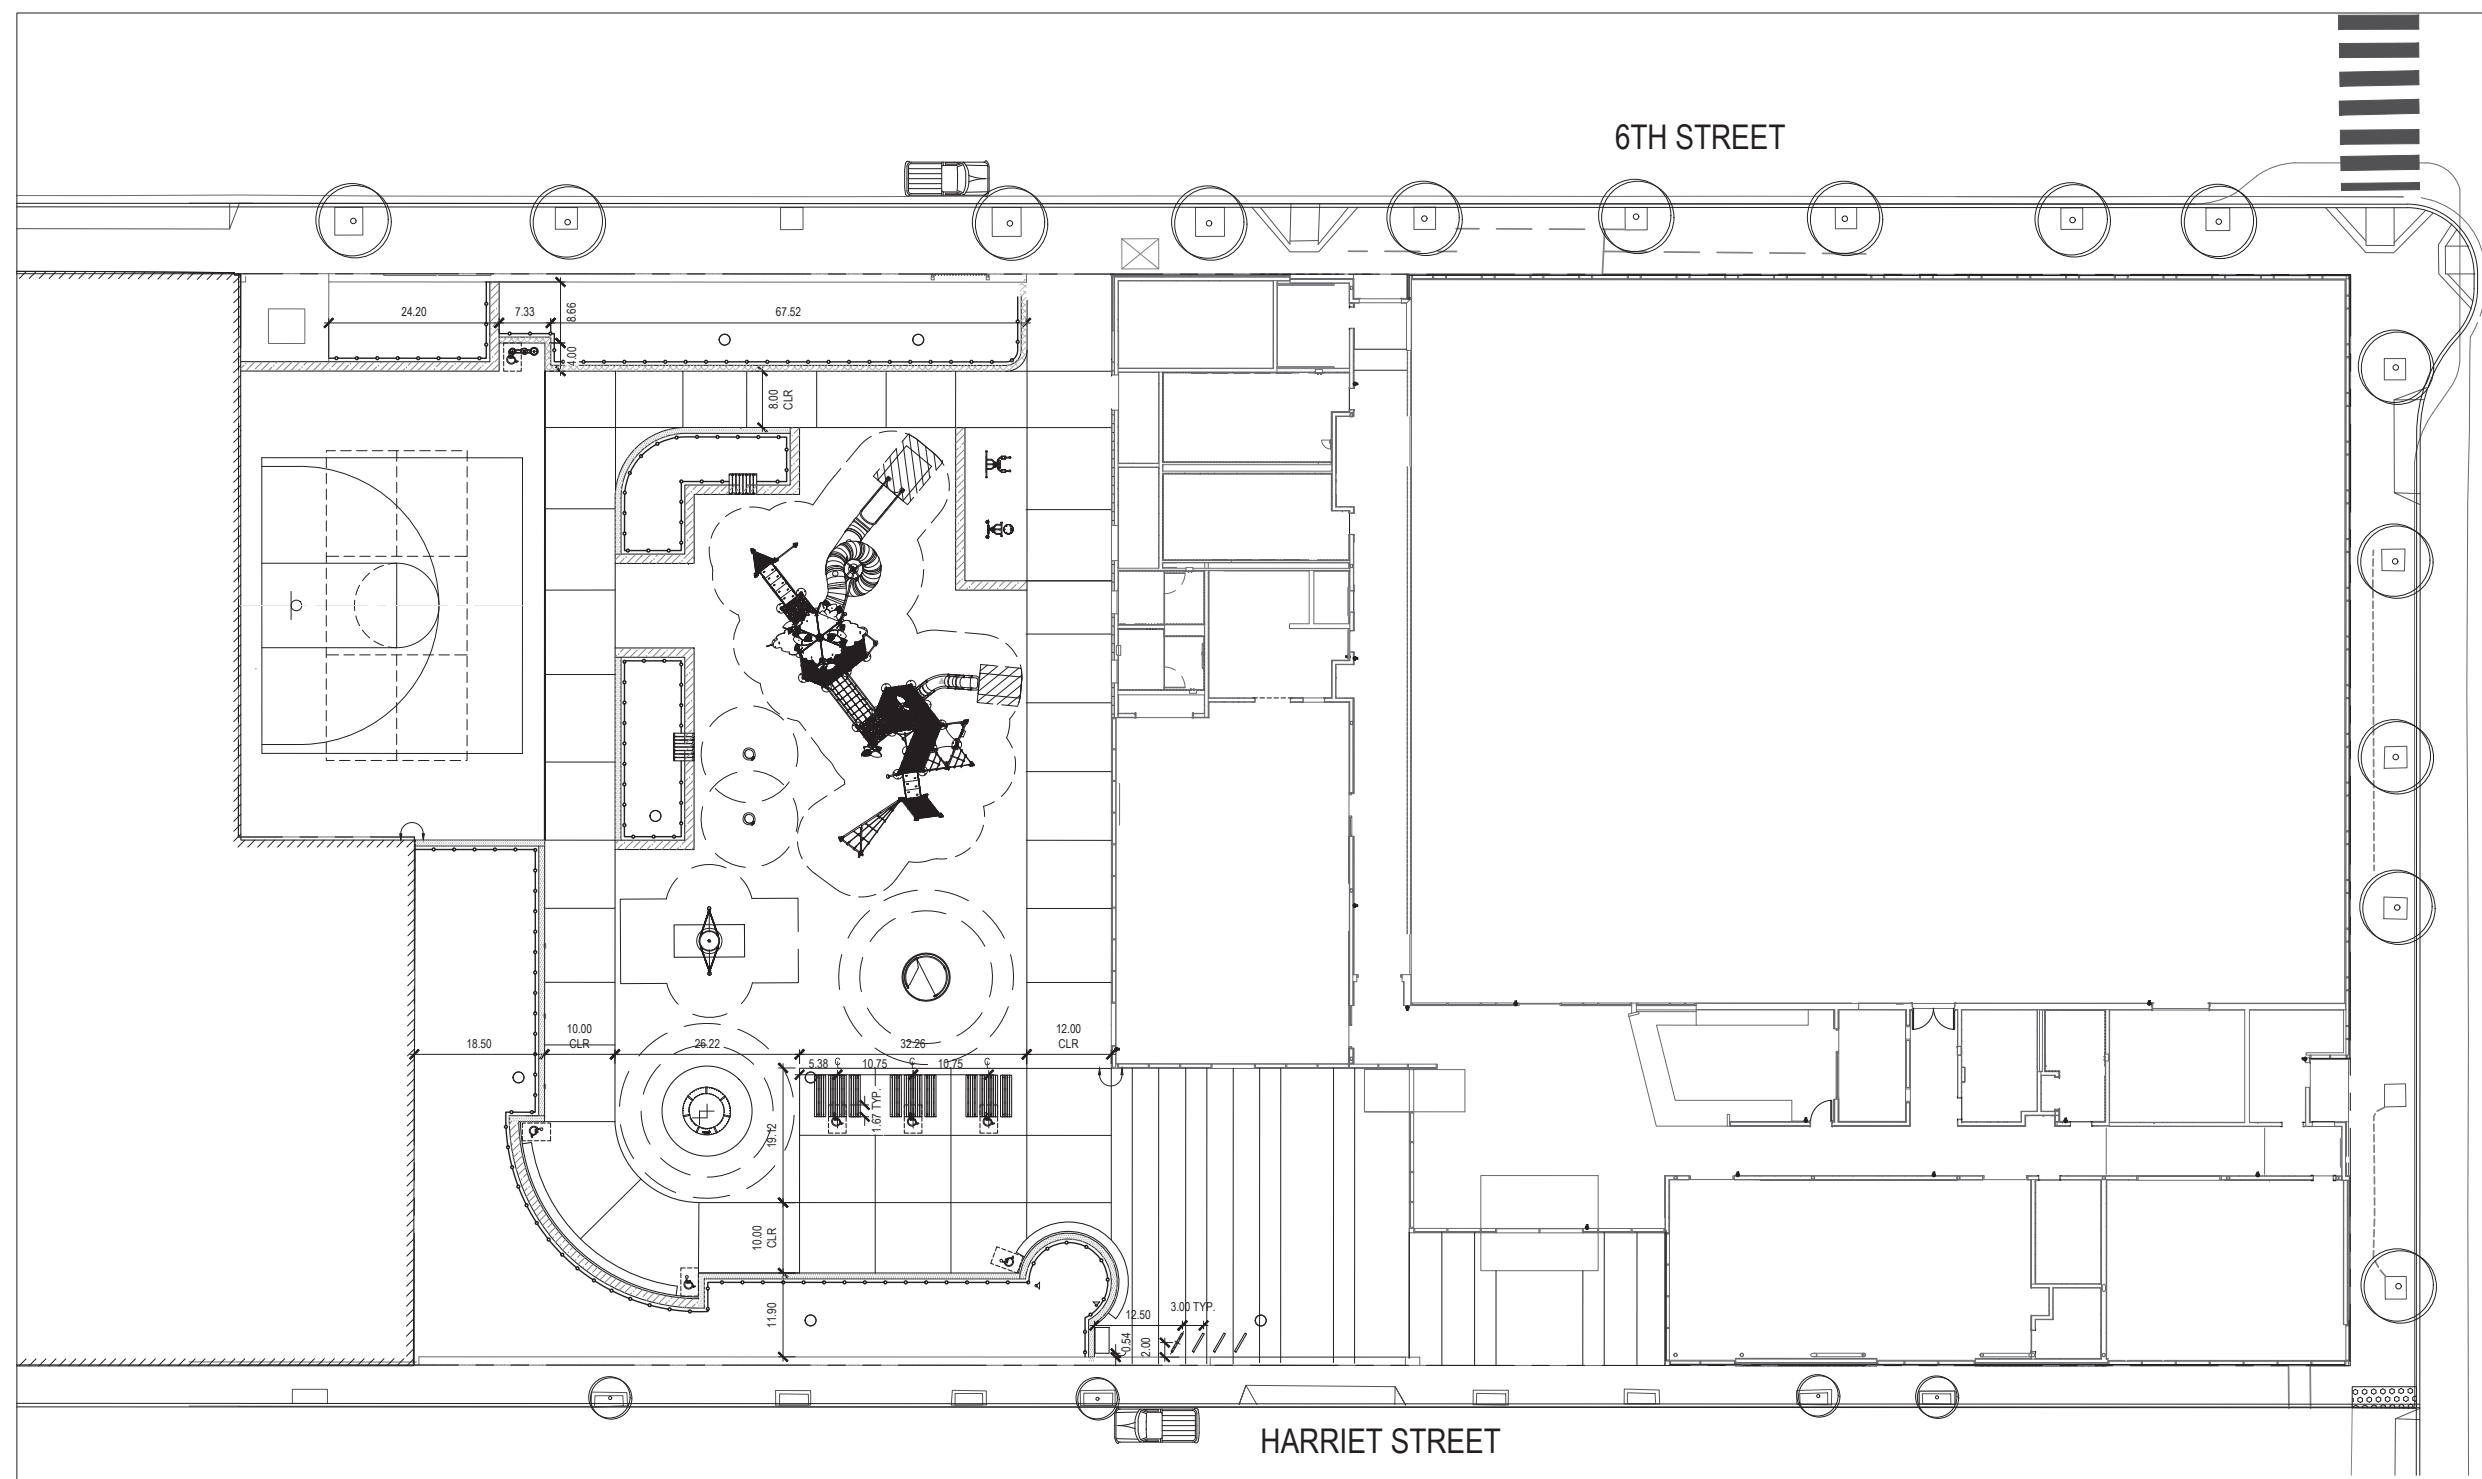 6TH STREET
24.20
7.33
8.66
67.52
4.00
8.00
CLR
18.50
10.00
CLR
26.22
32.26
12.00
CLR
5.38
10.75
10.75
1.67 TYP.
19.12
10.00
CLR
11.90
12.50
3.00 TYP.
0.54
2.00
HARRIET STREET